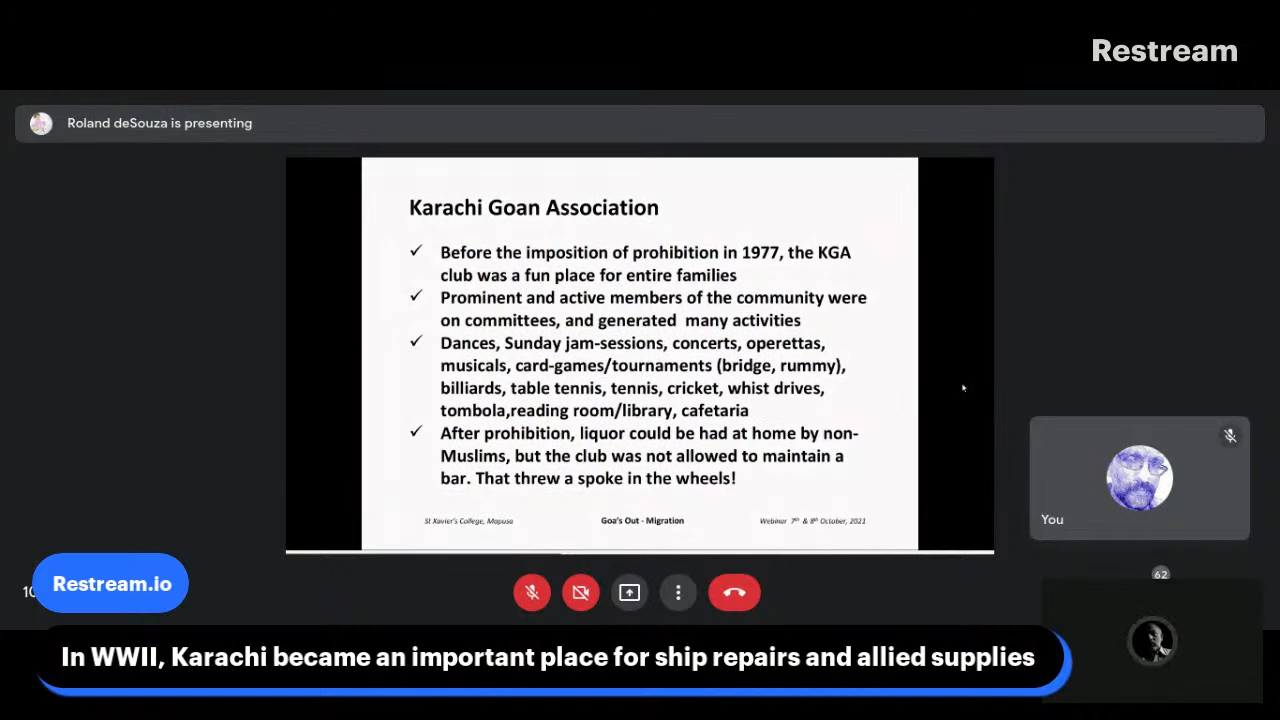 Restream
Roland deSouza is presenting
Karachi Goan Association
✓ Before the imposition of prohibition in 1977, the KGA
club was a fun place for entire families
✓ Prominent and active members of the community were
on committees, and generated many activities
✓ Dances, Sunday jam-sessions, concerts, operettas,
musicals, card-games/tournaments (bridge, rummy),
billiards, table tennis, tennis, cricket, whist drives,
tombola,reading room/library, cafetaria
✓ After prohibition, liquor could be had at home by non-
Muslims, but the club was not allowed to maintain a
bar. That threw a spoke in the wheels!
St Xavier's College, Mapusa Goa's Out - Migration Webinar 7th & 8th October, 2021
You
62
Restream.io
In WWII, Karachi became an important place for ship repairs and allied supplies